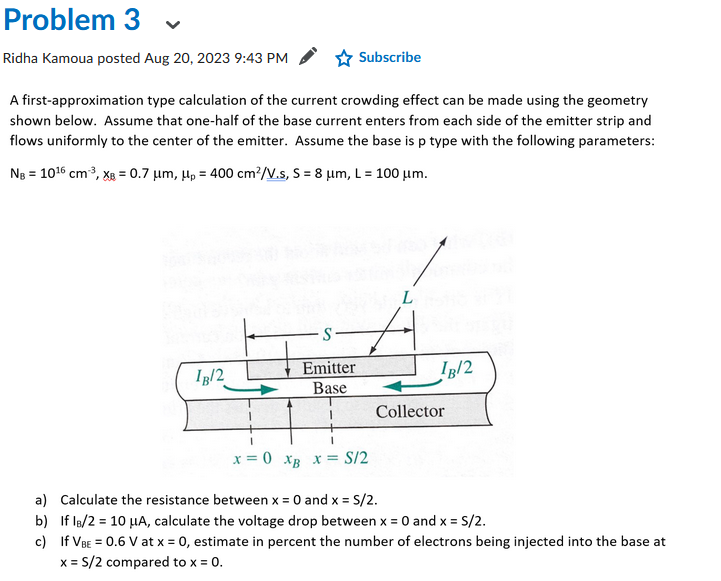 Problem 3
Ridha Kamoua posted Aug 20, 2023 9:43 PM Subscribe
A first-approximation type calculation of the current crowding effect can be made using the geometry
shown below. Assume that one-half of the base current enters from each side of the emitter strip and
flows uniformly to the center of the emitter. Assume the base is p type with the following parameters:
N_B = 10¹⁶ cm⁻³, x_B = 0.7 μm, μ_p = 400 cm²/V.s, S = 8 μm, L = 100 μm.
L
S
I_B/2 Emitter I_B/2
Base
Collector
x = 0 x_B x = S/2
a) Calculate the resistance between x = 0 and x = S/2.
b) If I_B/2 = 10 μA, calculate the voltage drop between x = 0 and x = S/2.
c) If V_BE = 0.6 V at x = 0, estimate in percent the number of electrons being injected into the base at
x = S/2 compared to x = 0.